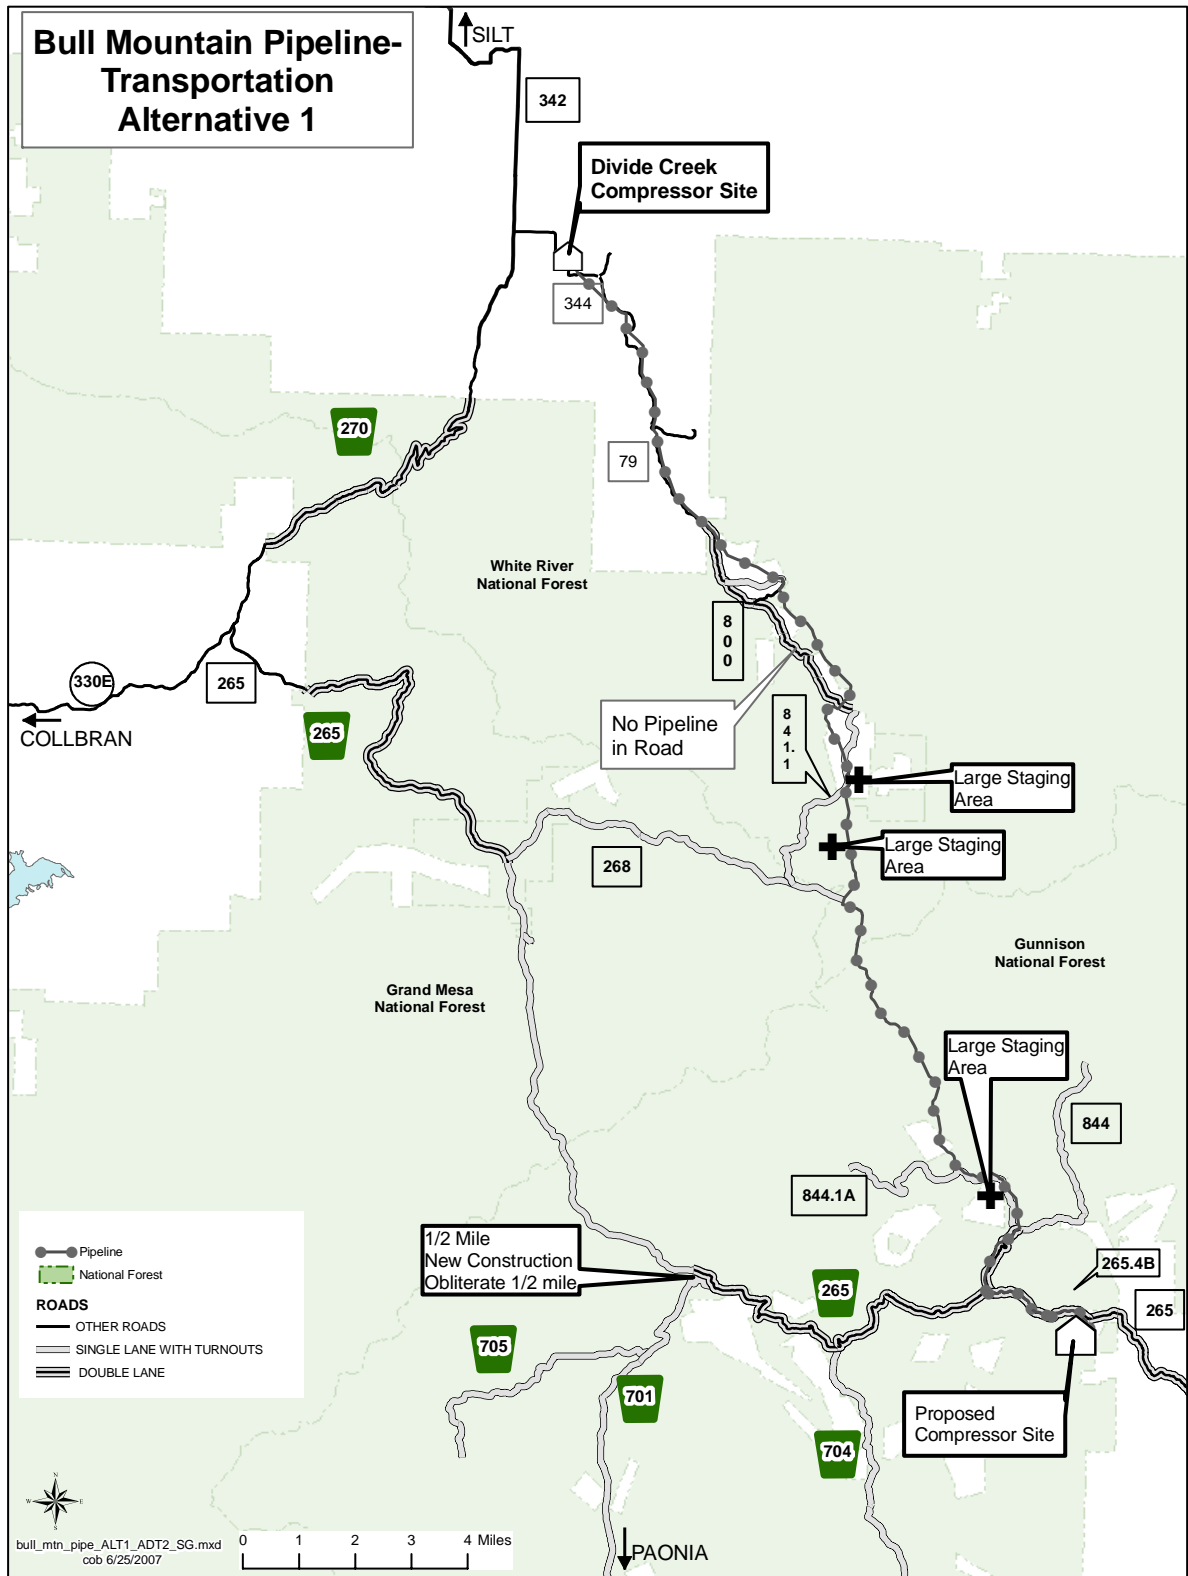 Bull Mountain Pipeline-
Transportation
Alternative 1
SILT
342
Divide Creek
Compressor Site
344
270
79
White River
National Forest
8
0
0
330E
265
COLLBRAN
265
No Pipeline
in Road
8
4
1.
1
Large Staging
Area
Large Staging
Area
268
Gunnison
National Forest
Grand Mesa
National Forest
Large Staging
Area
844
844.1A
1/2 Mile
New Construction
Obliterate 1/2 mile
265
265.4B
265
Pipeline
National Forest
ROADS
OTHER ROADS
SINGLE LANE WITH TURNOUTS
DOUBLE LANE
705
701
704
Proposed
Compressor Site
N
W
E
S
bull_mtn_pipe_ALT1_ADT2_SG.mxd
cob 6/25/2007
0 1 2 3 4 Miles
PAONIA